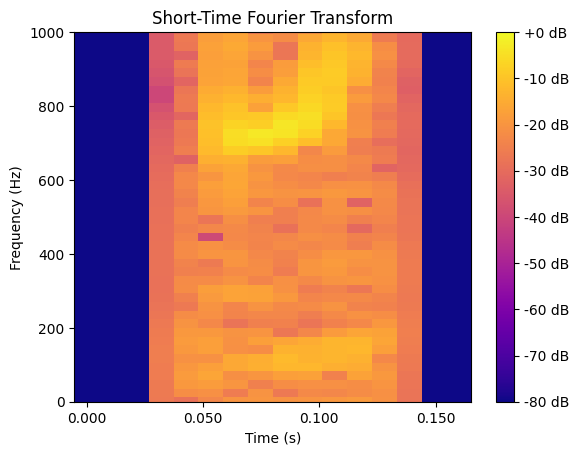 Short-Time Fourier Transform
1000
800
600
400
200
0
Frequency (Hz)
0.000
0.050
0.100
0.150
Time (s)
+0 dB
-10 dB
-20 dB
-30 dB
-40 dB
-50 dB
-60 dB
-70 dB
-80 dB